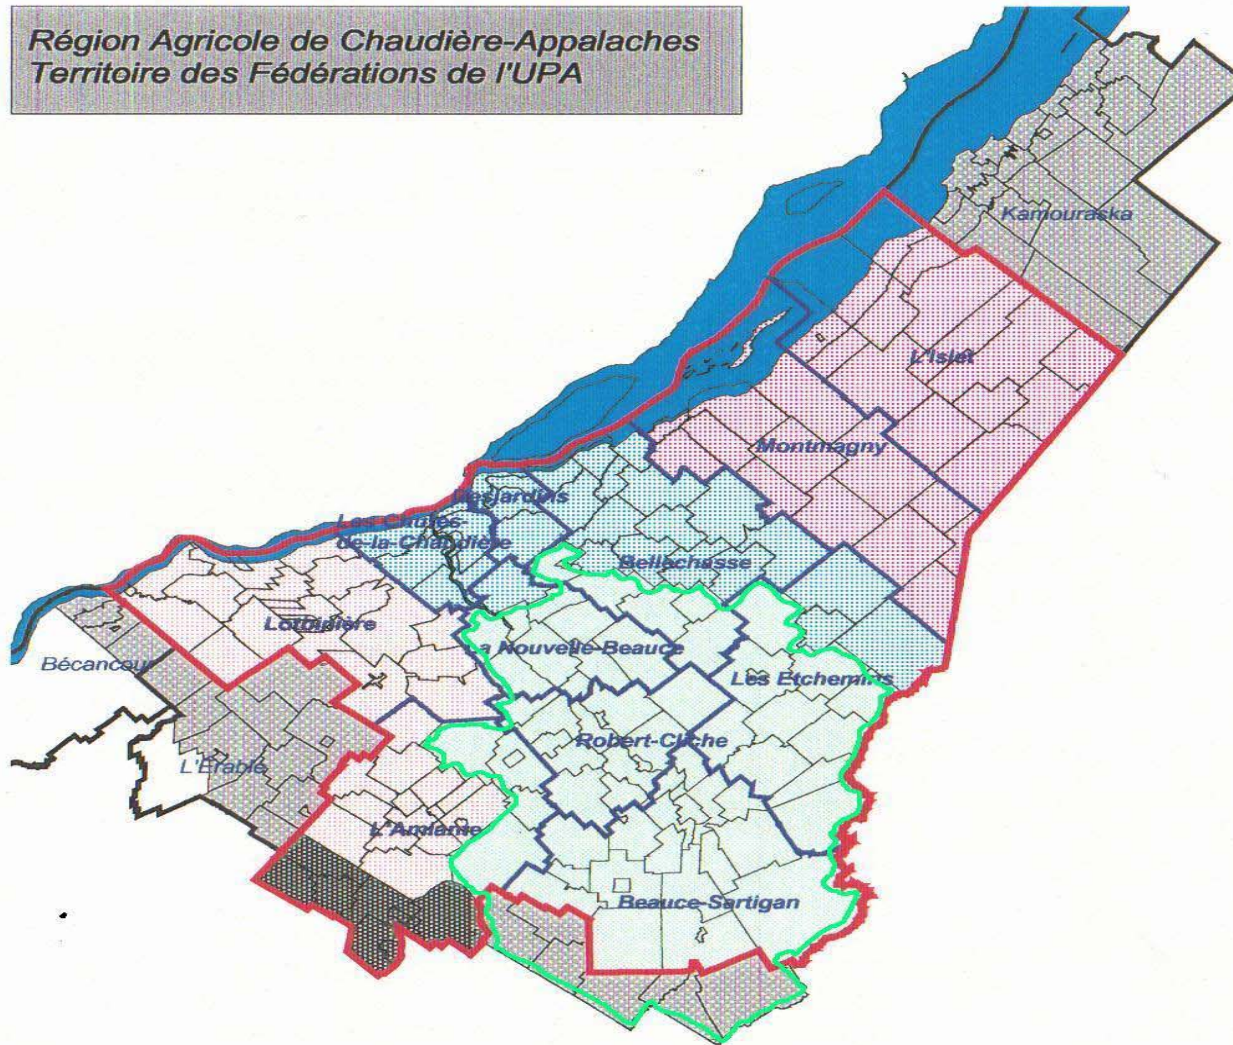 Région Agricole de Chaudière-Appalaches
Territoire des Fédérations de l'UPA
Kamouraska
L'Islet
Montmagny
Desjardins
Les Chutes-
de-la-Chaudière
Bellechasse
Lotbinière
La Nouvelle-Beauce
Bécancour
Les Etchemins
Robert-Cliche
L'Érable
L'Amiante
Beauce-Sartigan